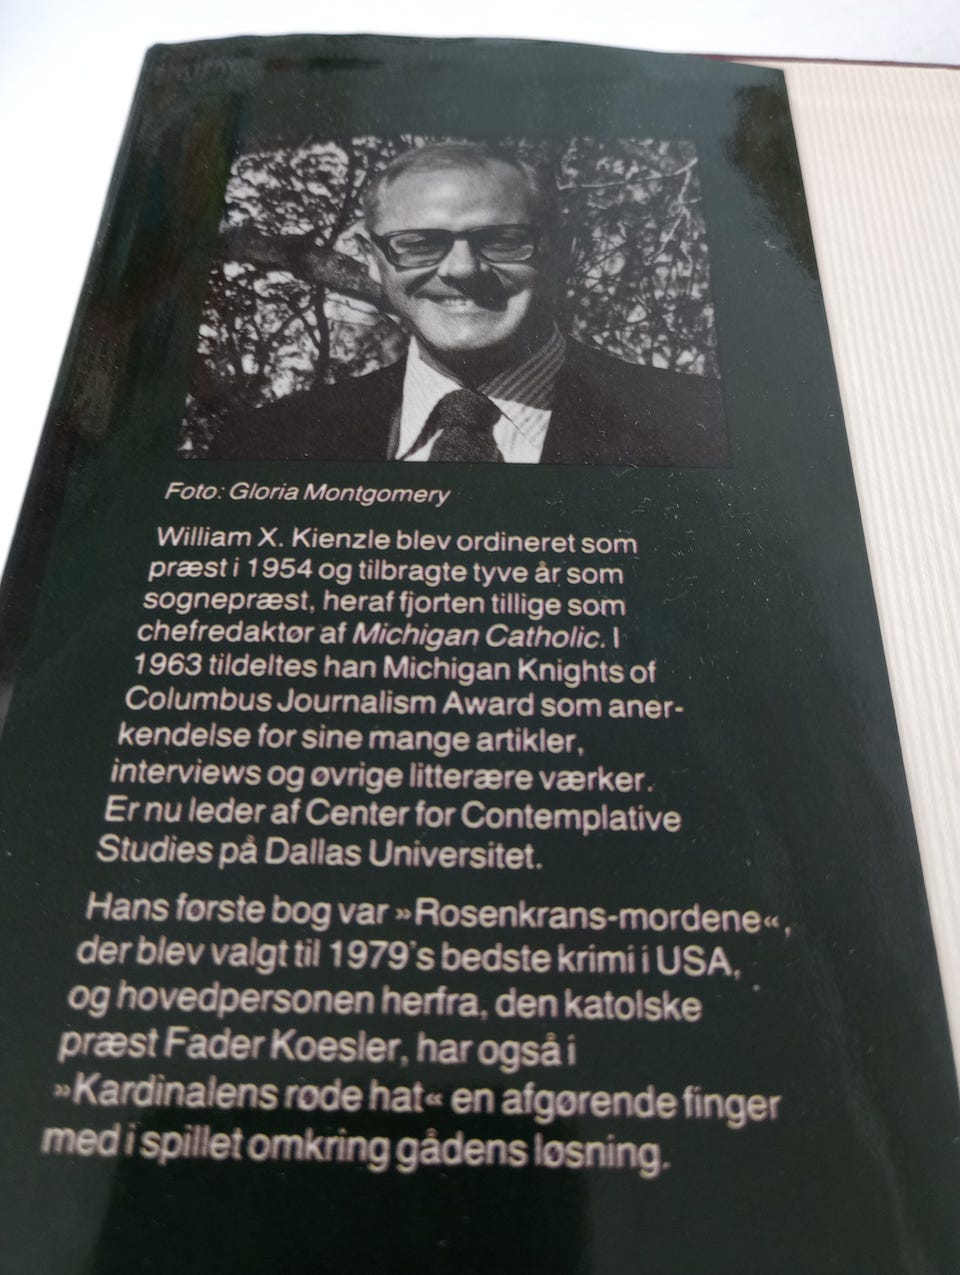 Foto: Gloria Montgomery
William X. Kienzle blev ordineret som
præst i 1954 og tilbragte tyve år som
sognepræst, heraf fjorten tillige som
chefredaktør af Michigan Catholic. I
1963 tildeltes han Michigan Knights of
Columbus Journalism Award som aner-
kendelse for sine mange artikler,
interviews og øvrige litterære værker.
Er nu leder af Center for Contemplative
Studies på Dallas Universitet.
Hans første bog var »Rosenkrans-mordene«,
der blev valgt til 1979's bedste krimi i USA,
og hovedpersonen herfra, den katolske
præst Fader Koesler, har også i
»Kardinalens røde hat« en afgørende finger
med i spillet omkring gådens løsning.